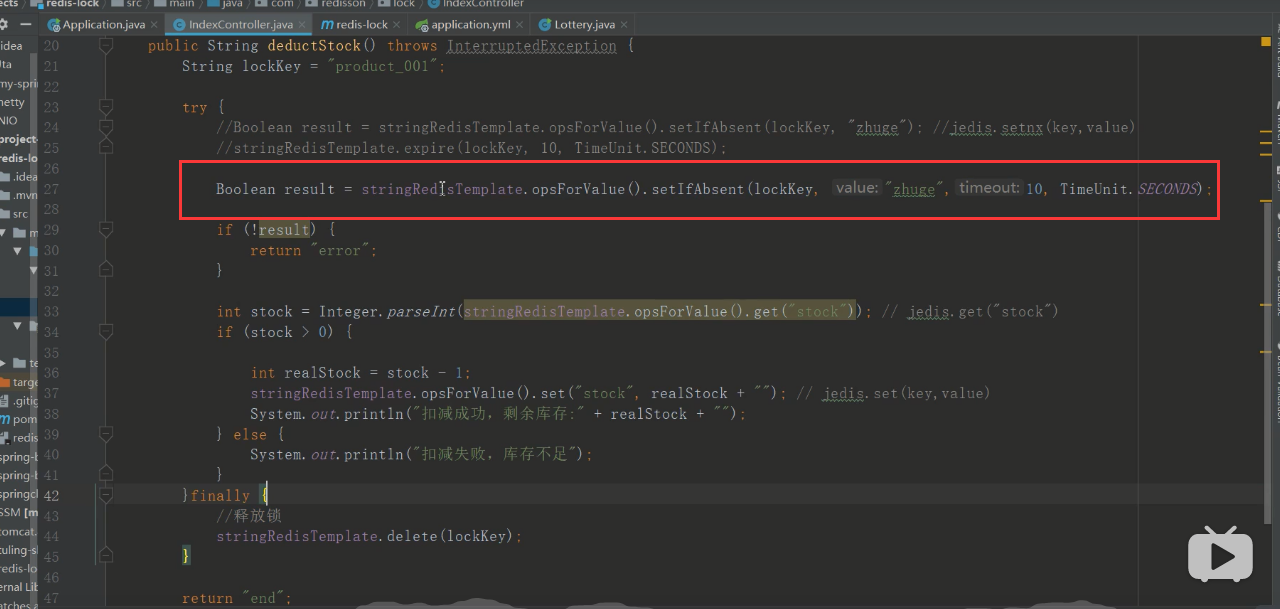 ects redis-lock src main java com redisson lock IndexController
Application.java × IndexController.java × m redis-lock × application.yml × Lottery.java ×
20 public String deductStock() throws InterruptedException {
21 String lockKey = "product_001";
22
23 try {
24 //Boolean result = stringRedisTemplate.opsForValue().setIfAbsent(lockKey, "zhuge"); //jedis.setnx(key,value)
25 //stringRedisTemplate.expire(lockKey, 10, TimeUnit.SECONDS);
26
27 Boolean result = stringRedisTemplate.opsForValue().setIfAbsent(lockKey, value: "zhuge", timeout: 10, TimeUnit.SECONDS);
28
29 if (!result) {
30 return "error";
31 }
32
33 int stock = Integer.parseInt(stringRedisTemplate.opsForValue().get("stock")); // jedis.get("stock")
34 if (stock > 0) {
35
36 int realStock = stock - 1;
37 stringRedisTemplate.opsForValue().set("stock", realStock + ""); // jedis.set(key,value)
38 System.out.println("扣减成功，剩余库存:" + realStock + "");
39 } else {
40 System.out.println("扣减失败，库存不足");
41 }
42 }finally {
43 //释放锁
44 stringRedisTemplate.delete(lockKey);
45 }
46
47 return "end";
idea
my-spri
netty
NIO
project-
redis-lo
.idea
.mvn
src
m
te
targe
.gitig
m pom
redis
spring-b
spring-b
springcl
SSM [m
tomcat.
tuling-sl
redis-lo
ernal Lib